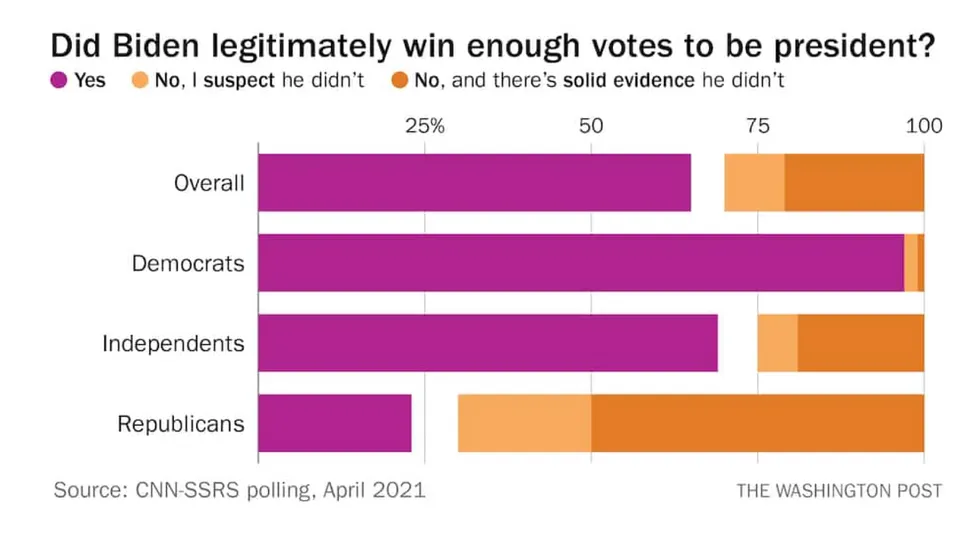 Did Biden legitimately win enough votes to be president?
Yes No, I suspect he didn’t No, and there’s solid evidence he didn’t
25% 50 75 100
Overall
Democrats
Independents
Republicans
Source: CNN-SSRS polling, April 2021 THE WASHINGTON POST